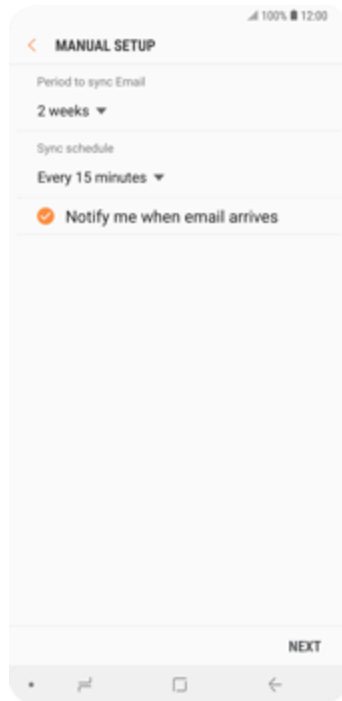 100% 12:00
MANUAL SETUP
Period to sync Email
2 weeks
Sync schedule
Every 15 minutes
Notify me when email arrives
NEXT